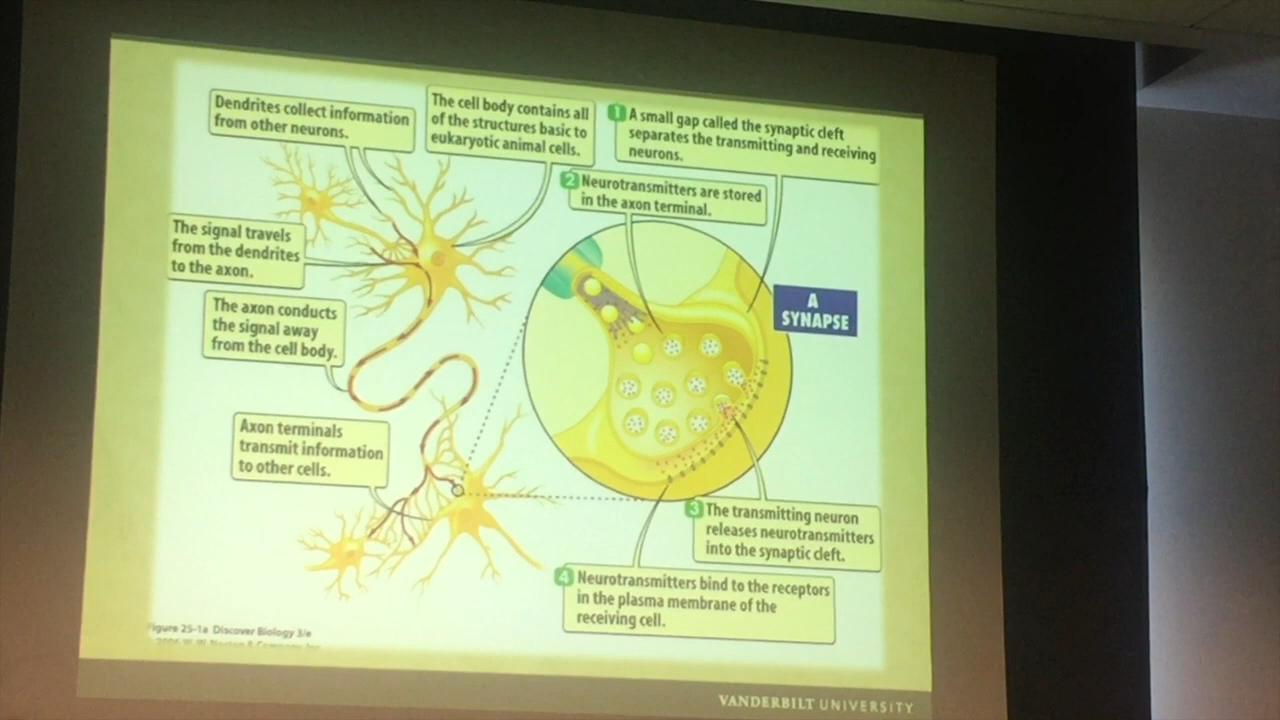 Dendrites collect information
from other neurons.
The cell body contains all
of the structures basic to
eukaryotic animal cells.
1 A small gap called the synaptic cleft
separates the transmitting and receiving
neurons.
2 Neurotransmitters are stored
in the axon terminal.
The signal travels
from the dendrites
to the axon.
The axon conducts
the signal away
from the cell body.
A
SYNAPSE
Axon terminals
transmit information
to other cells.
3 The transmitting neuron
releases neurotransmitters
into the synaptic cleft.
4 Neurotransmitters bind to the receptors
in the plasma membrane of the
receiving cell.
Figure 25-1a Discover Biology 3/e
2006 W. W. Norton & Company
VANDERBILT UNIVERSITY